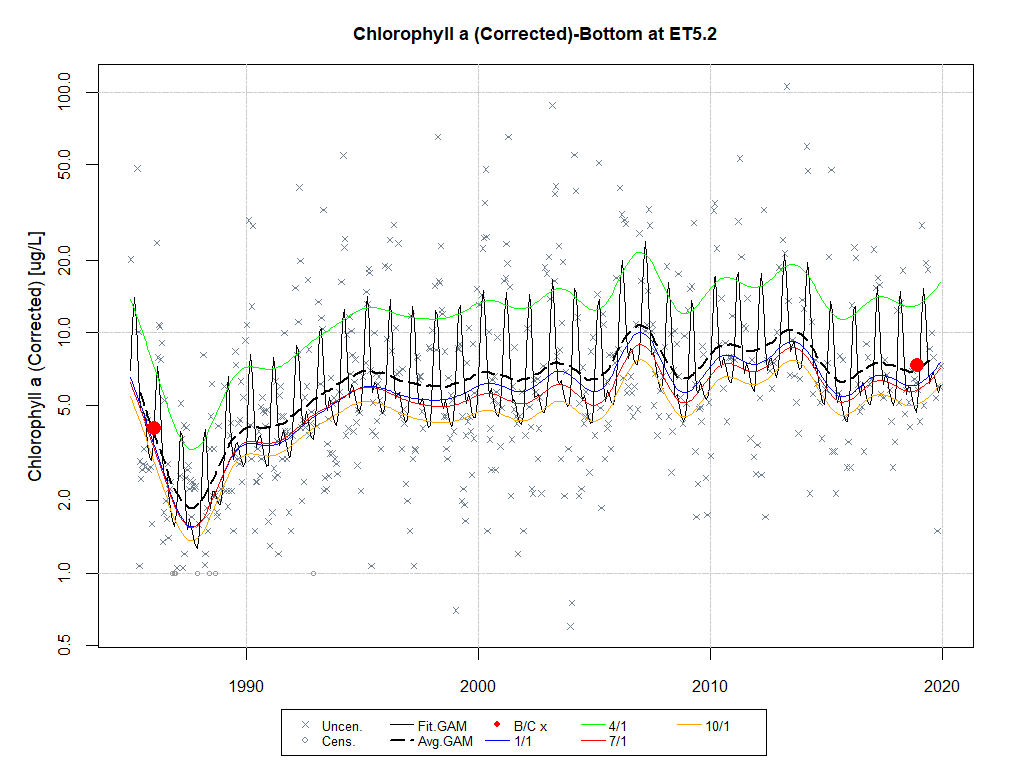 Chlorophyll a (Corrected)-Bottom at ET5.2
Chlorophyll a (Corrected) [ug/L]
100.0
50.0
20.0
10.0
5.0
2.0
1.0
0.5
1990 2000 2010 2020
Uncen. Fit.GAM B/C x 4/1 10/1
Cens. Avg.GAM 1/1 7/1